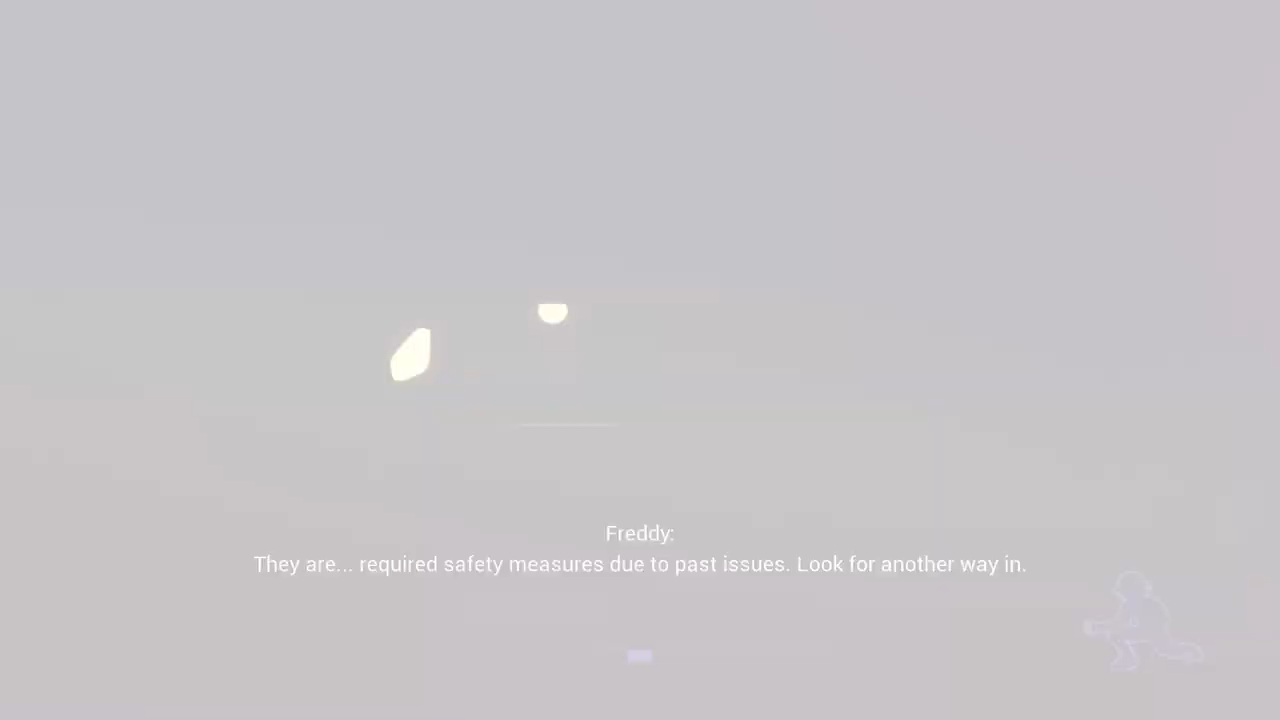 Freddy:
They are... required safety measures due to past issues. Look for another way in.